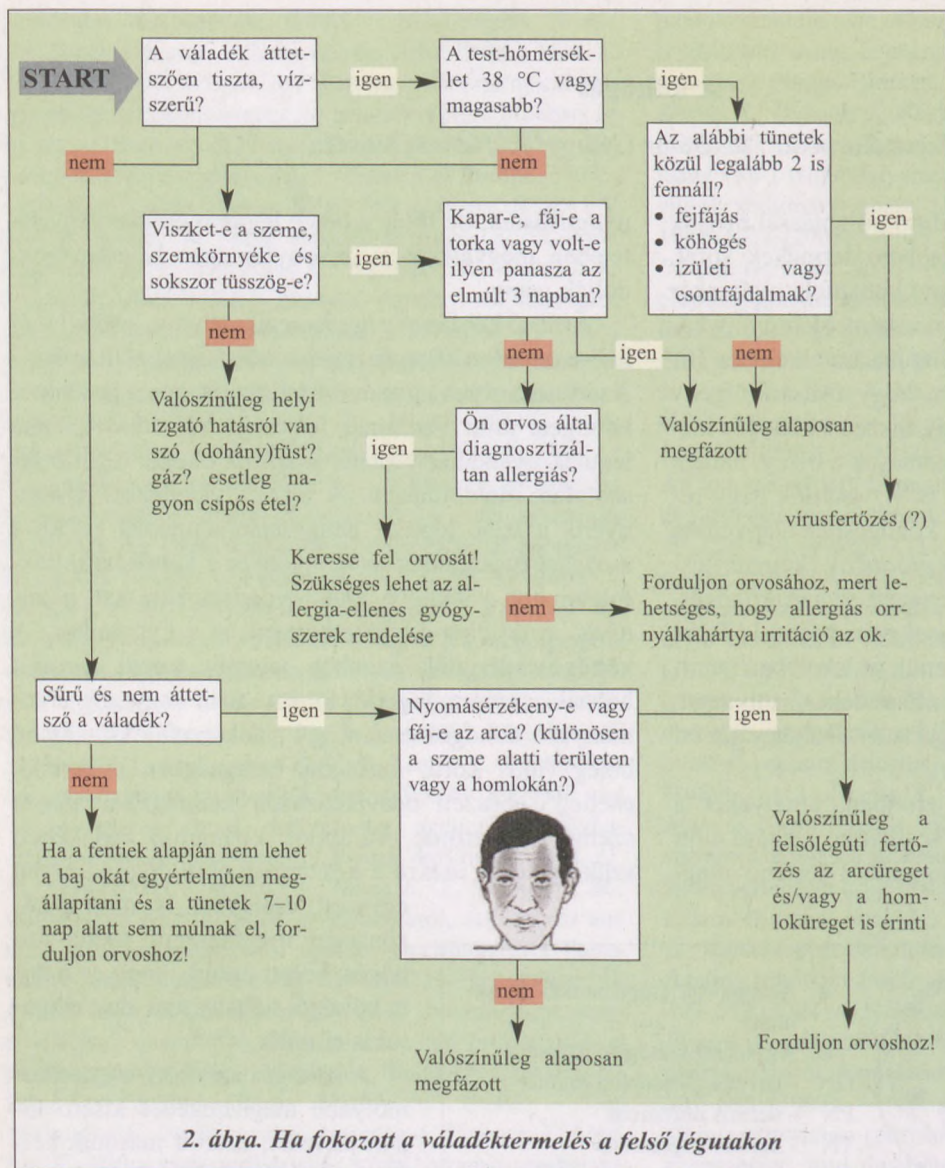 START
A váladék áttet-
szően tiszta, víz-
szerű?
igen
A test-hőmérsék-
let 38 °C vagy
magasabb?
igen
nem
nem
Az alábbi tünetek
közül legalább 2 is
fennáll?
• fejfájás
• köhögés
• izületi vagy
csontfájdalmak?
igen
Viszket-e a szeme,
szemkörnyéke és
sokszor tüsszög-e?
igen
Kapar-e, fáj-e a
torka vagy volt-e
ilyen panasza az
elmúlt 3 napban?
nem
nem
igen
nem
Valószínűleg helyi
izgató hatásról van
szó (dohány)füst?
gáz? esetleg na-
gyon csípős étel?
igen
Ön orvos által
diagnosztizál-
tan allergiás?
Valószínűleg alaposan
megfázott
vírusfertőzés (?)
Keresse fel orvosát!
Szükséges lehet az al-
lergia-ellenes gyógy-
szerek rendelése
nem
Forduljon orvosához, mert le-
hetséges, hogy allergiás orr-
nyálkahártya irritáció az ok.
Sűrű és nem áttet-
sző a váladék?
igen
Nyomásérzékeny-e vagy
fáj-e az arca? (különösen
a szeme alatti területen
vagy a homlokán?)
igen
nem
Ha a fentiek alapján nem lehet
a baj okát egyértelműen meg-
állapítani és a tünetek 7–10
nap alatt sem múlnak el, for-
duljon orvoshoz!
Valószínűleg a
felsőlégúti fertő-
zés az arcüreget
és/vagy a hom-
loküreget is érinti
nem
Valószínűleg alaposan
megfázott
Forduljon orvoshoz!
2. ábra. Ha fokozott a váladéktermelés a felső légutakon